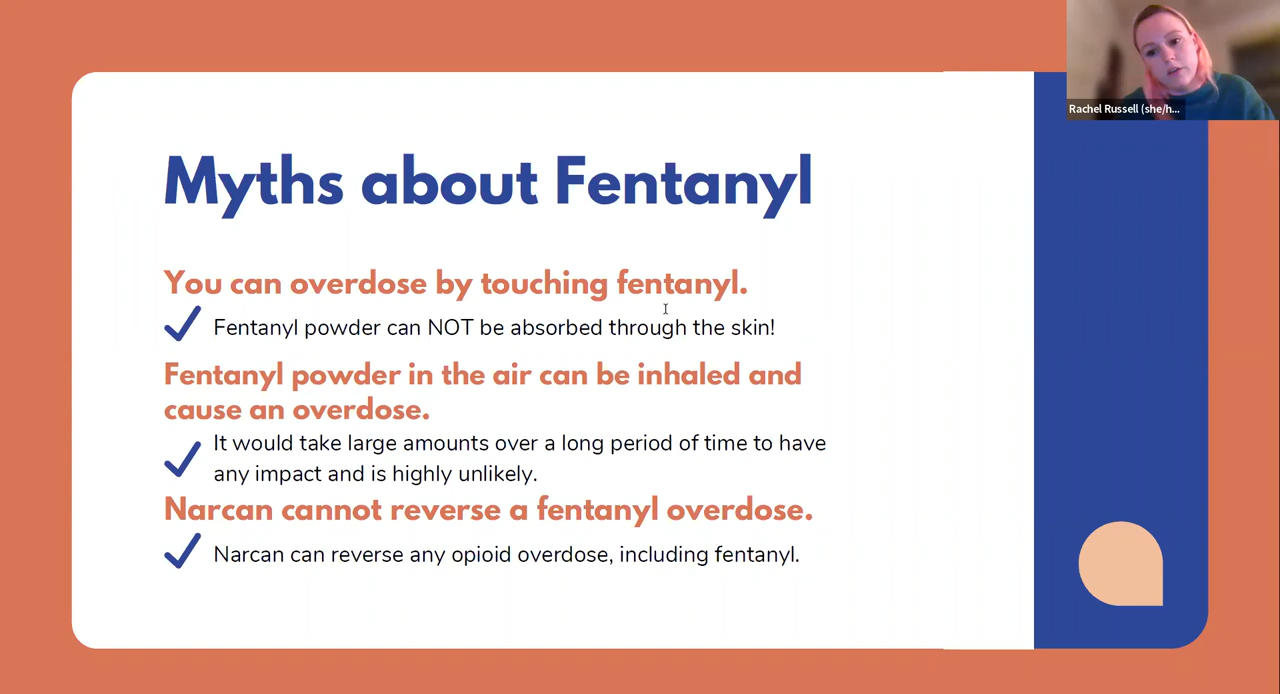 Rachel Russell (she/h...
Myths about Fentanyl
You can overdose by touching fentanyl.
Fentanyl powder can NOT be absorbed through the skin!
Fentanyl powder in the air can be inhaled and
cause an overdose.
It would take large amounts over a long period of time to have
any impact and is highly unlikely.
Narcan cannot reverse a fentanyl overdose.
Narcan can reverse any opioid overdose, including fentanyl.